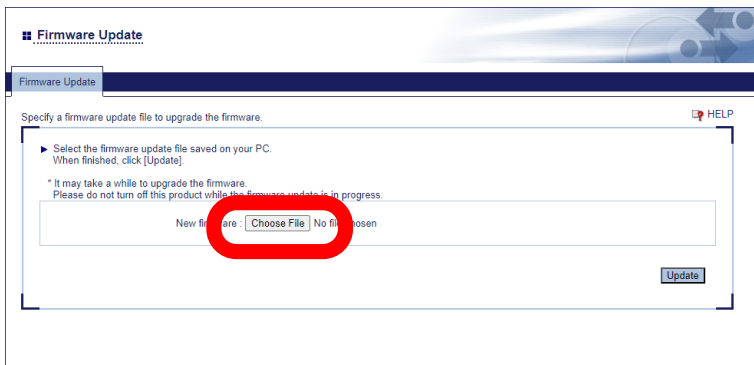 Firmware Update
Firmware Update
Specify a firmware update file to upgrade the firmware.
HELP
Select the firmware update file saved on your PC.
When finished, click [Update].
* It may take a while to upgrade the firmware.
Please do not turn off this product while the firmware update is in progress.
New : Choose File No chosen
Update